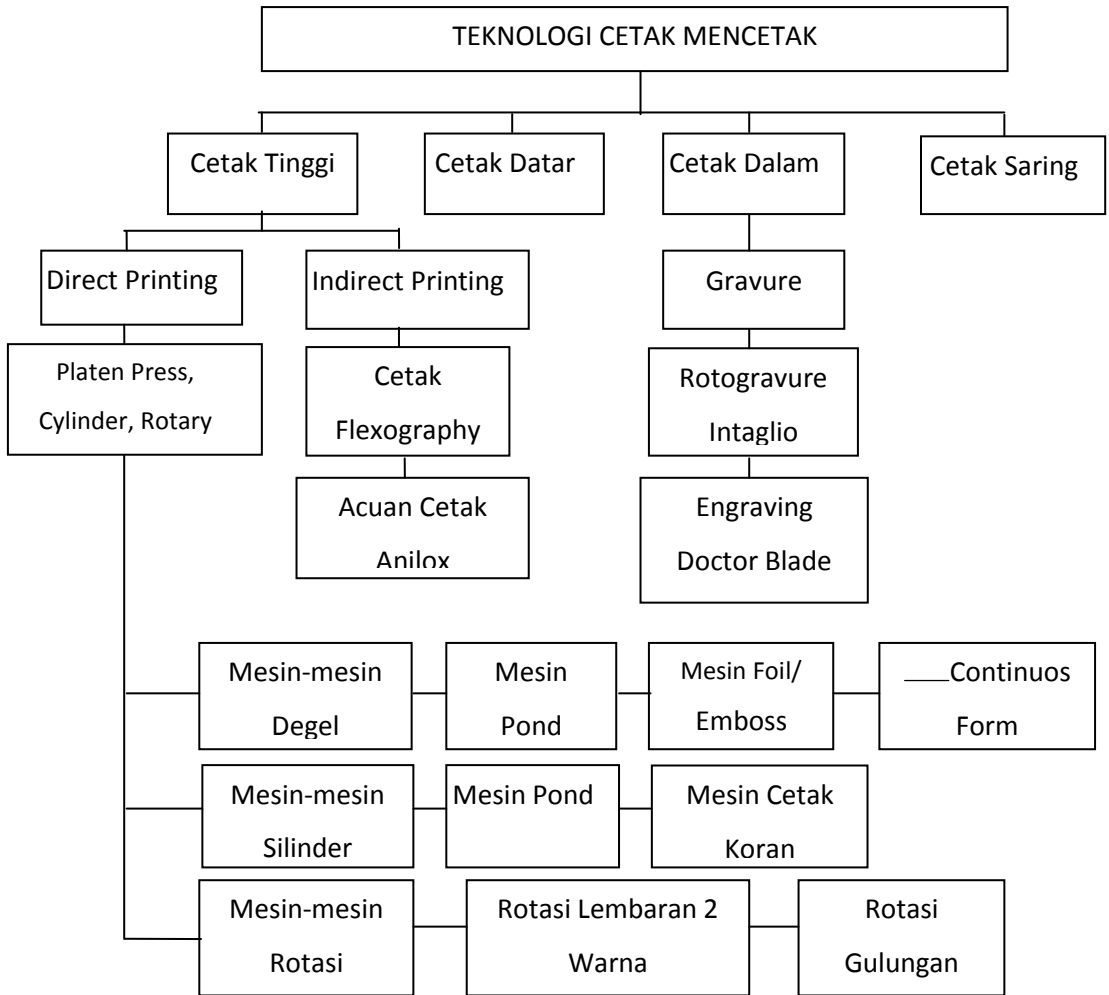 TEKNOLOGI CETAK MENCETAK
Cetak Tinggi
Cetak Datar
Cetak Dalam
Cetak Saring
Direct Printing
Indirect Printing
Gravure
Platen Press,
Cylinder, Rotary
Cetak
Flexography
Rotogravure
Intaglio
Acuan Cetak
Anilox
Engraving
Doctor Blade
Mesin-mesin
Degel
Mesin
Pond
Mesin Foil/
Emboss
Continuos
Form
Mesin-mesin
Silinder
Mesin Pond
Mesin Cetak
Koran
Mesin-mesin
Rotasi
Rotasi Lembaran 2
Warna
Rotasi
Gulungan